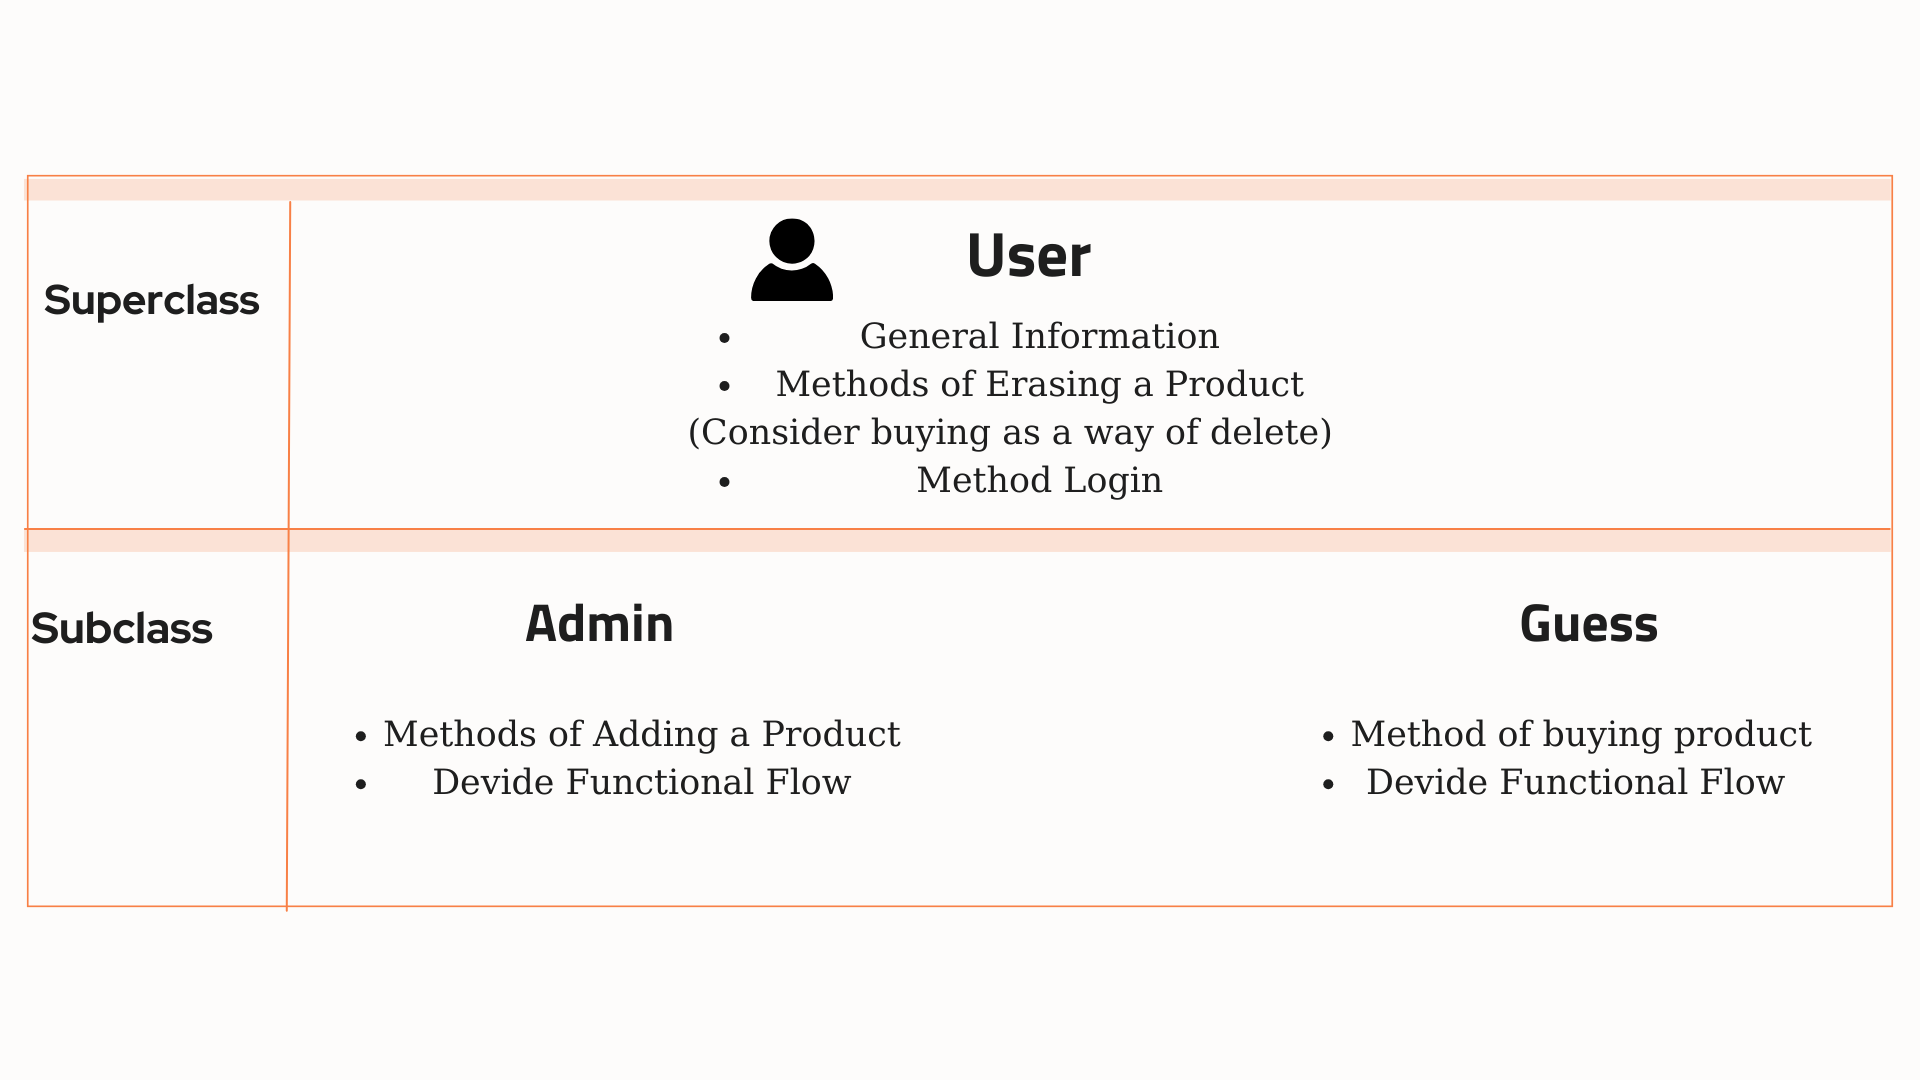 User
Superclass
• General Information
• Methods of Erasing a Product
(Consider buying as a way of delete)
• Method Login
Subclass
Admin
• Methods of Adding a Product
• Devide Functional Flow
Guess
• Method of buying product
• Devide Functional Flow